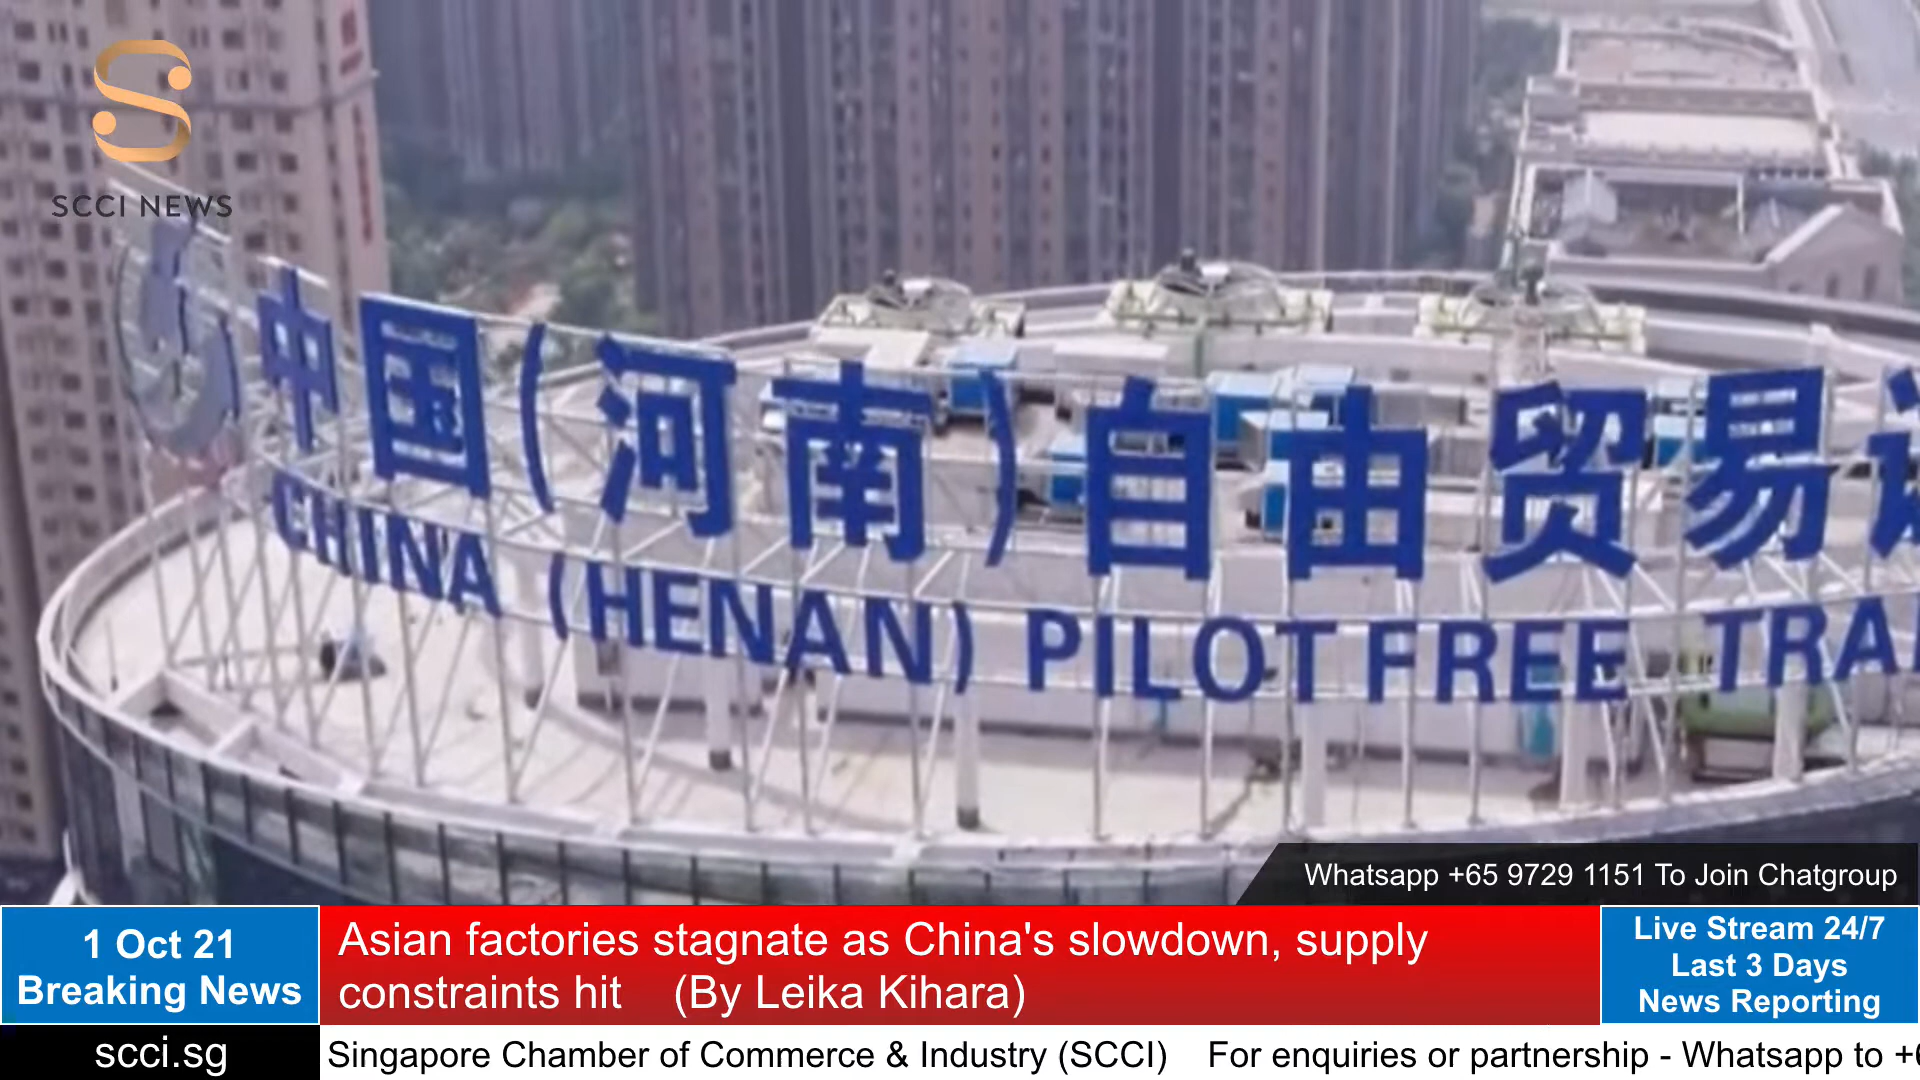 SCCI NEWS
中国(河南)自由贸易
CHINA (HENAN) PILOT FREE TRA
Whatsapp +65 9729 1151 To Join Chatgroup
1 Oct 21
Breaking News
Asian factories stagnate as China's slowdown, supply
constraints hit (By Leika Kihara)
Live Stream 24/7
Last 3 Days
News Reporting
scci.sg
Singapore Chamber of Commerce & Industry (SCCI) For enquiries or partnership - Whatsapp to +6